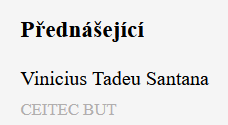 Přednášející
Vinicius Tadeu Santana
CEITEC BUT